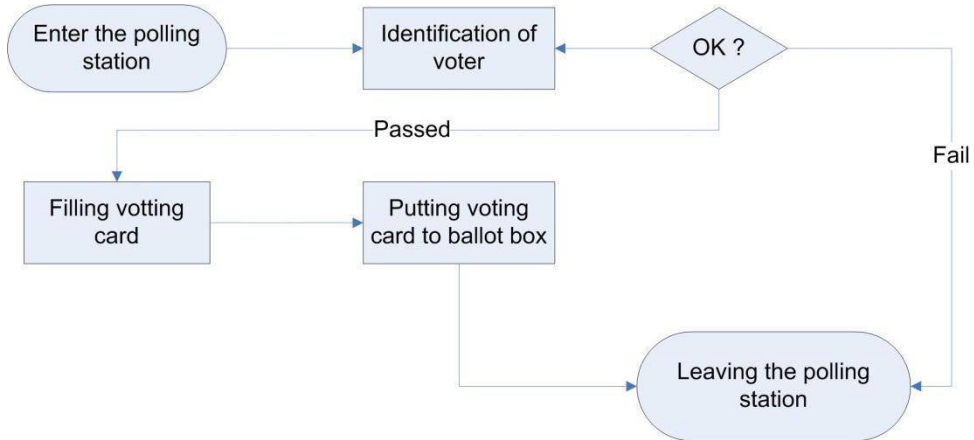 Enter the polling
station
Identification of
voter
OK ?
Passed
Fail
Filling votting
card
Putting voting
card to ballot box
Leaving the polling
station